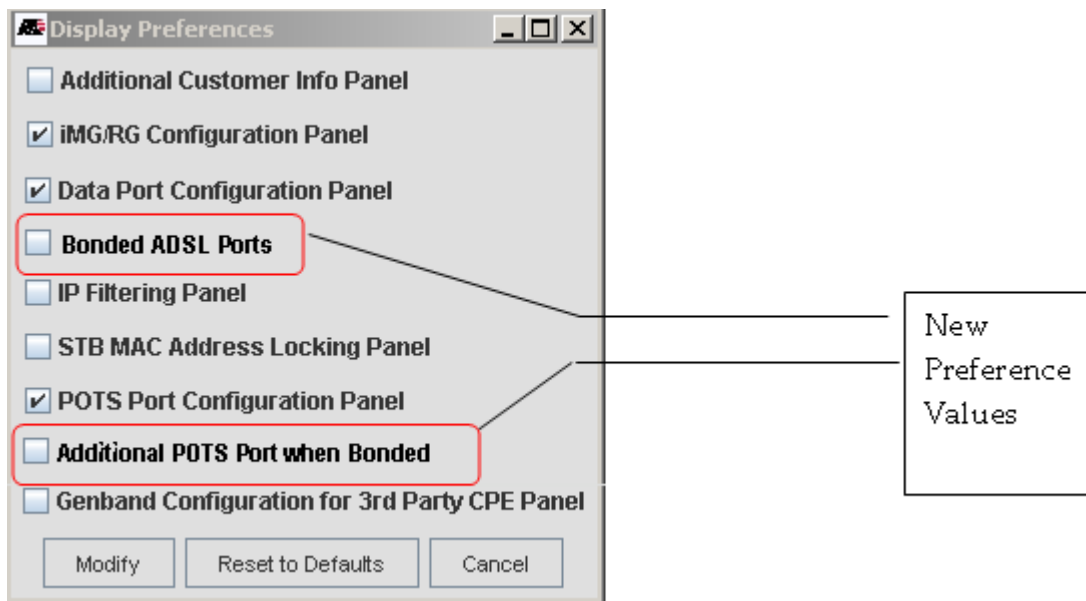 Display Preferences
Additional Customer Info Panel
iMG/RG Configuration Panel
Data Port Configuration Panel
Bonded ADSL Ports
IP Filtering Panel
STB MAC Address Locking Panel
POTS Port Configuration Panel
Additional POTS Port when Bonded
Genband Configuration for 3rd Party CPE Panel
Modify Reset to Defaults Cancel
New
Preference
Values